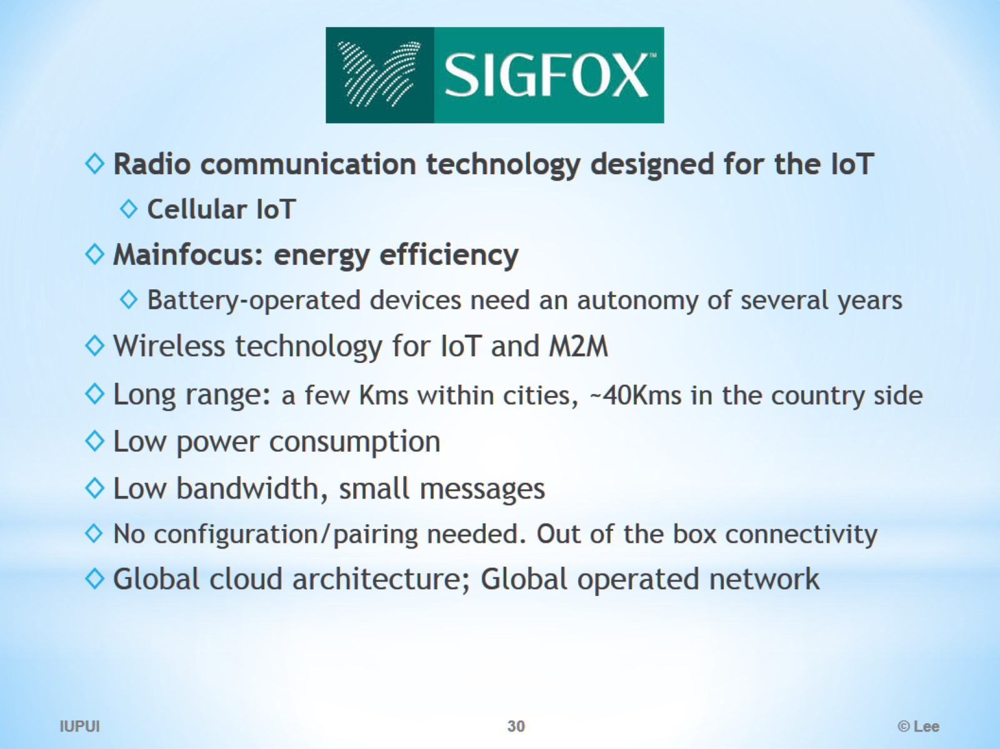 SIGFOX™
Radio communication technology designed for the IoT
Cellular IoT
Mainfocus: energy efficiency
Battery-operated devices need an autonomy of several years
Wireless technology for IoT and M2M
Long range: a few Kms within cities, ~40Kms in the country side
Low power consumption
Low bandwidth, small messages
No configuration/pairing needed. Out of the box connectivity
Global cloud architecture; Global operated network
IUPUI 30 © Lee